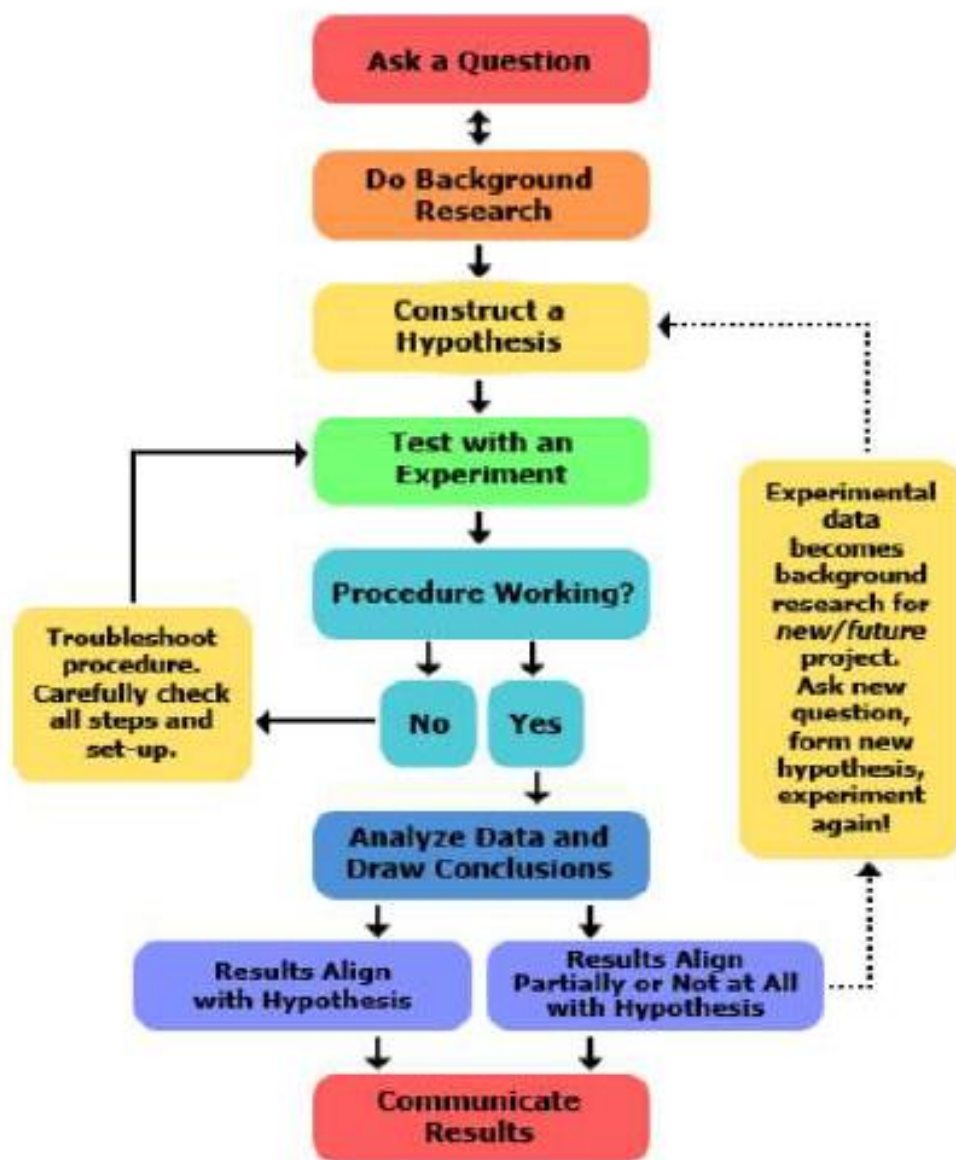 Ask a Question
Do Background
Research
Construct a
Hypothesis
Test with an
Experiment
Procedure Working?
Troubleshoot
procedure.
Carefully check
all steps and
set-up.
No
Yes
Experimental
data
becomes
background
research for
new/future
project.
Ask new
question,
form new
hypothesis,
experiment
again!
Analyze Data and
Draw Conclusions
Results Align
with Hypothesis
Results Align
Partially or Not at All
with Hypothesis
Communicate
Results